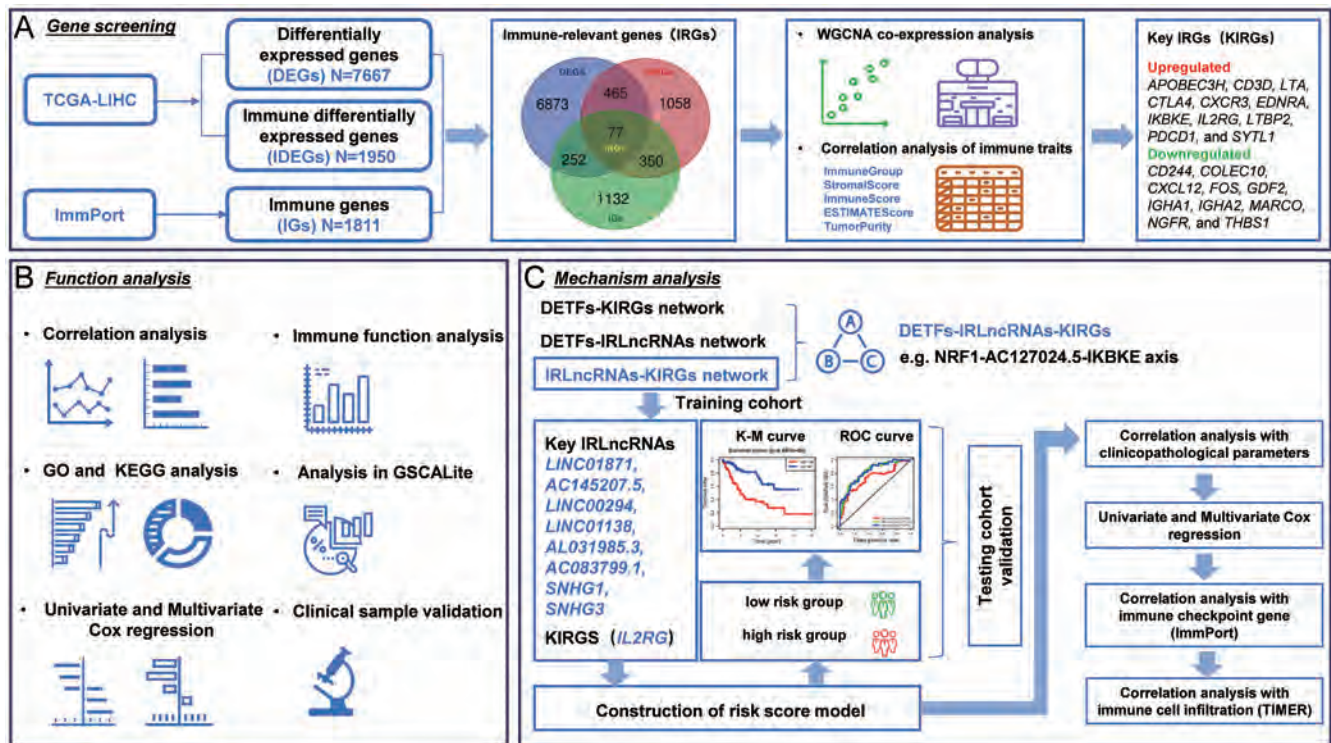 A Gene screening
TCGA-LIHC
ImmPort
Differentially
expressed genes
(DEGs) N=7667
Immune differentially
expressed genes
(IDEGs) N=1950
Immune genes
(IGs) N=1811
Immune-relevant genes (IRGs)
DEGs
6873
465
1058
77
IRGs
252
350
1132
IGs
• WGCNA co-expression analysis
• Correlation analysis of immune traits
ImmuneGroup
StromalScore
ImmuneScore
ESTIMATEScore
TumorPurity
Key IRGs (KIRGs)
Upregulated
APOBEC3H, CD3D, LTA,
CTLA4, CXCR3, EDNRA,
IKBKE, IL2RG, LTBP2,
PDCD1, and SYTL1
Downregulated
CD244, COLEC10,
CXCL12, FOS, GDF2,
IGHA1, IGHA2, MARCO,
NGFR, and THBS1
B Function analysis
• Correlation analysis
• Immune function analysis
• GO and KEGG analysis
• Analysis in GSCALite
• Univariate and Multivariate
Cox regression
• Clinical sample validation
C Mechanism analysis
DETFs-KIRGs network
DETFs-IRLncRNAs network
IRLncRNAs-KIRGs network
A
B
C
DETFs-IRLncRNAs-KIRGs
e.g. NRF1-AC127024.5-IKBKE axis
Training cohort
Key IRLncRNAs
LINC01871,
AC145207.5,
LINC00294,
LINC01138,
AL031985.3,
AC083799.1,
SNHG1,
SNHG3
KIRGS (IL2RG)
K-M curve
ROC curve
low risk group
high risk group
Testing cohort
validation
Construction of risk score model
Correlation analysis with
clinicopathological parameters
Univariate and Multivariate Cox
regression
Correlation analysis with
immune checkpoint gene
(ImmPort)
Correlation analysis with
immune cell infiltration (TIMER)